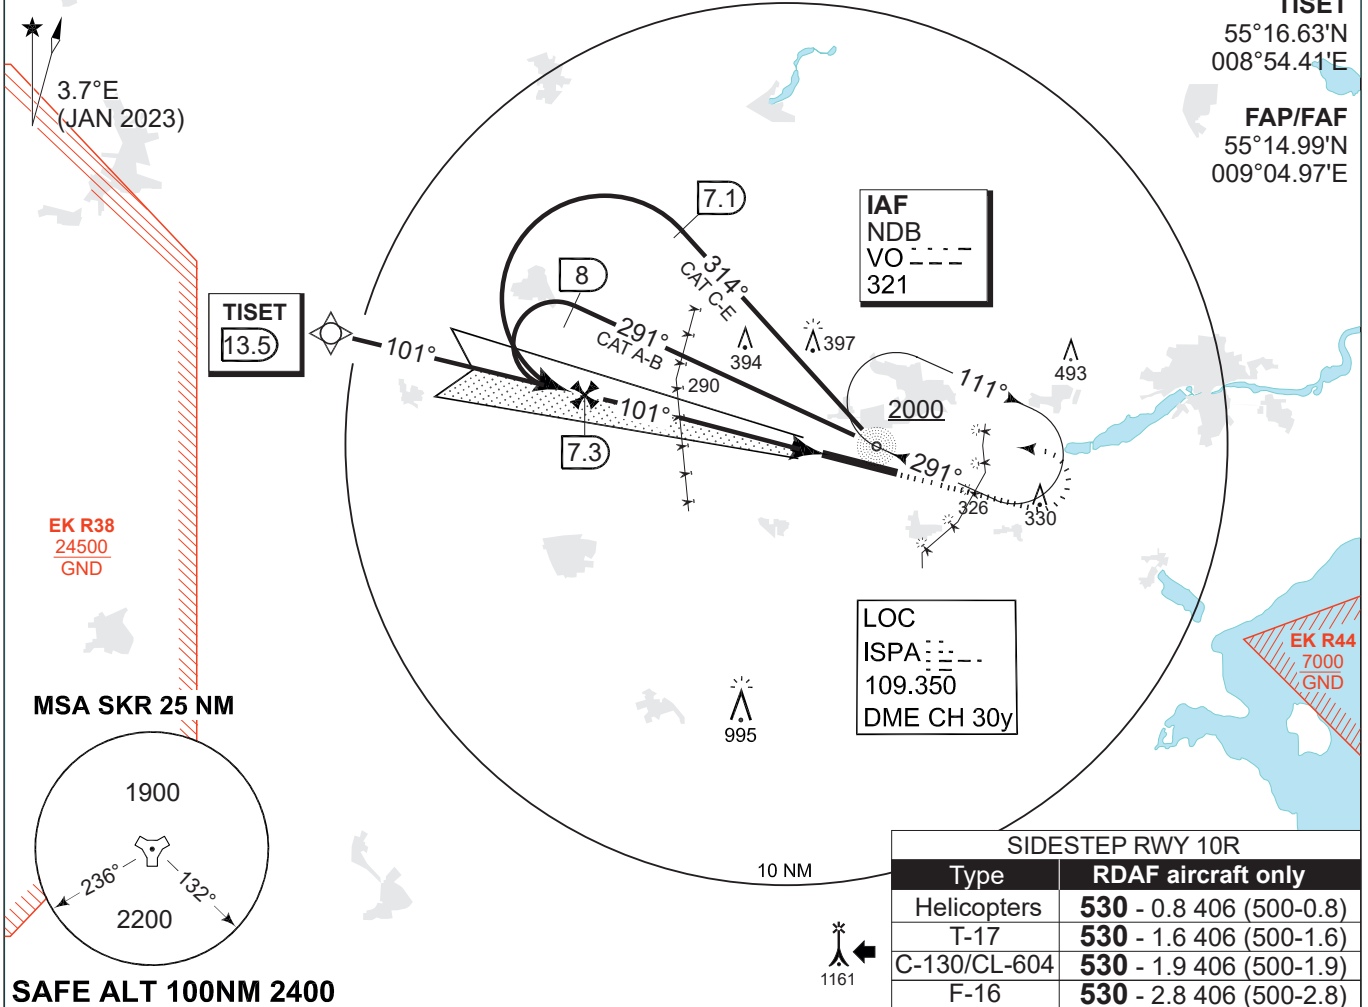 TISET
55°16.63'N
008°54.41'E
3.7°E
(JAN 2023)
FAP/FAF
55°14.99'N
009°04.97'E
7.1
IAF
NDB
VO
321
8
314°
CAT C-E
TISET
13.5
291°
CAT A-B
394
397
493
101°
290
111°
101°
2000
7.3
291°
326
330
EK R38
24500
GND
LOC
ISPA
109.350
DME CH 30y
EK R44
7000
GND
995
MSA SKR 25 NM
1900
236°
132°
2200
10 NM
1161
SAFE ALT 100NM 2400
SIDESTEP RWY 10R
Type RDAF aircraft only
Helicopters 530 - 0.8 406 (500-0.8)
T-17 530 - 1.6 406 (500-1.6)
C-130/CL-604 530 - 1.9 406 (500-1.9)
F-16 530 - 2.8 406 (500-2.8)